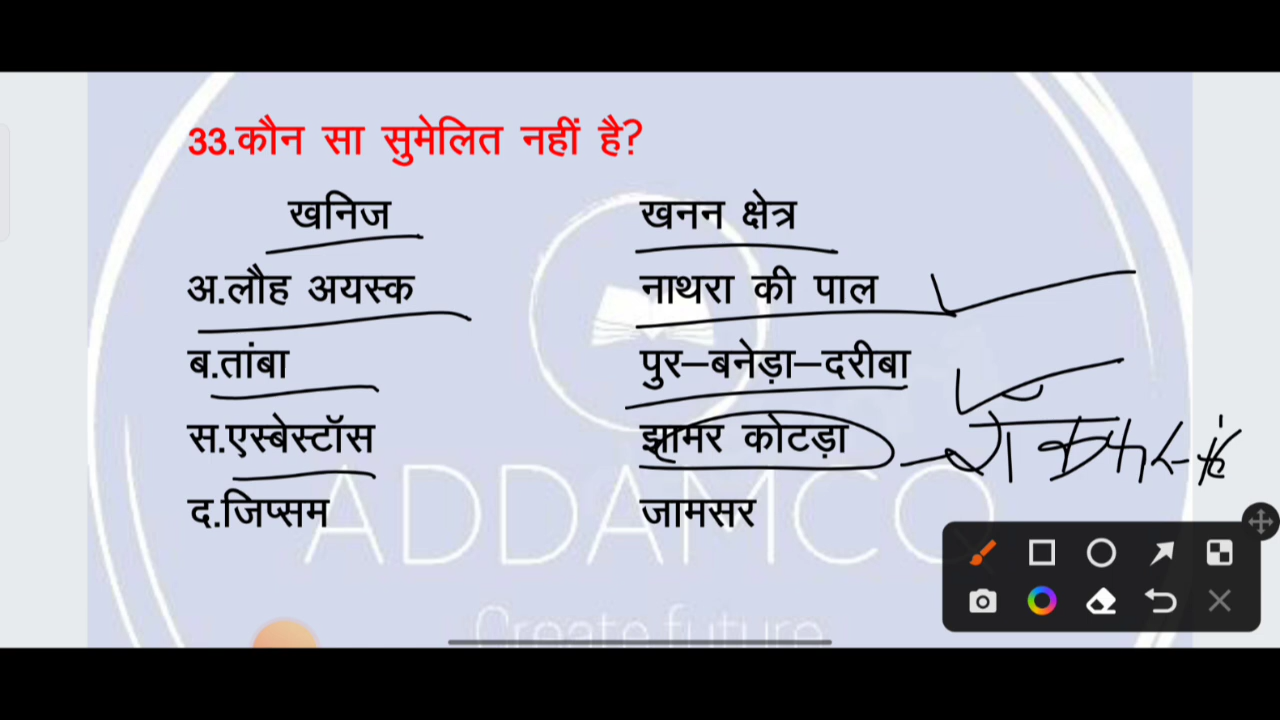 33.कौन सा सुमेलित नहीं है?
खनिज खनन क्षेत्र
अ.लौह अयस्क नाथरा की पाल
ब.तांबा पुर–बनेड़ा–दरीबा
स.एस्बेस्टॉस झामर कोटड़ा
द.जिप्सम जामसर
ADDAMCO
Create future